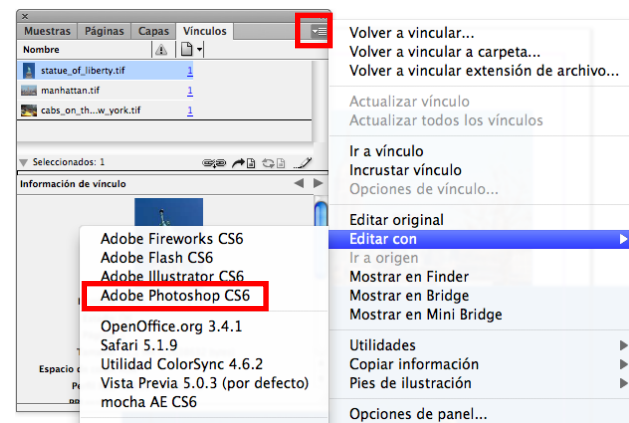 Muestras Páginas Capas Vínculos
Nombre
statue_of_liberty.tif 1
manhattan.tif 1
cabs_on_th...w_york.tif 1
Seleccionados: 1
Información de vínculo
Adobe Fireworks CS6
Adobe Flash CS6
Adobe Illustrator CS6
Adobe Photoshop CS6
OpenOffice.org 3.4.1
Safari 5.1.9
Utilidad ColorSync 4.6.2
Vista Previa 5.0.3 (por defecto)
mocha AE CS6
Espacio
Volver a vincular...
Volver a vincular a carpeta...
Volver a vincular extensión de archivo...
Actualizar vínculo
Actualizar todos los vínculos
Ir a vínculo
Incrustar vínculo
Opciones de vínculo...
Editar original
Editar con
Ir a origen
Mostrar en Finder
Mostrar en Bridge
Mostrar en Mini Bridge
Utilidades
Copiar información
Pies de ilustración
Opciones de panel...